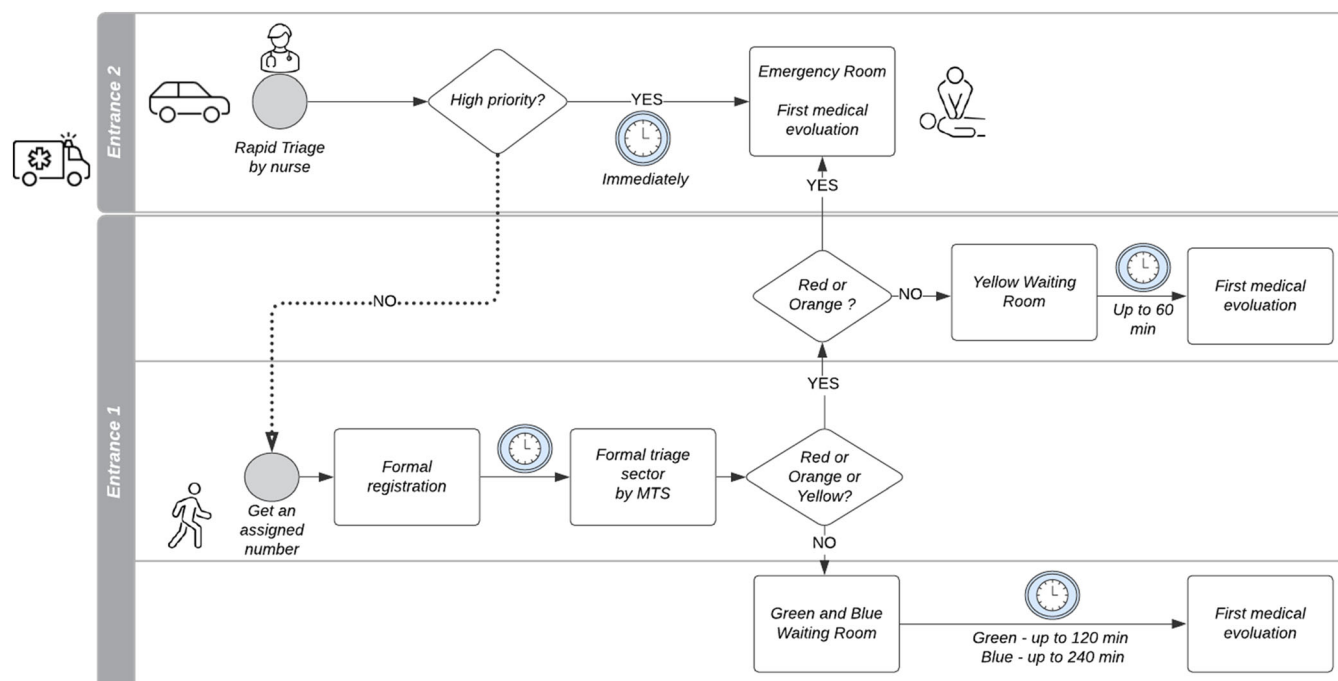 Entrance 2
Rapid Triage
by nurse
High priority?
YES
Immediately
Emergency Room
First medical
evoluation
YES
NO
Entrance 1
Red or
Orange ?
NO
Yellow Waiting
Room
Up to 60
min
First medical
evoluation
YES
Get an
assigned
number
Formal
registration
Formal triage
sector
by MTS
Red or
Orange or
Yellow?
NO
Green and Blue
Waiting Room
Green - up to 120 min
Blue - up to 240 min
First medical
evoluation